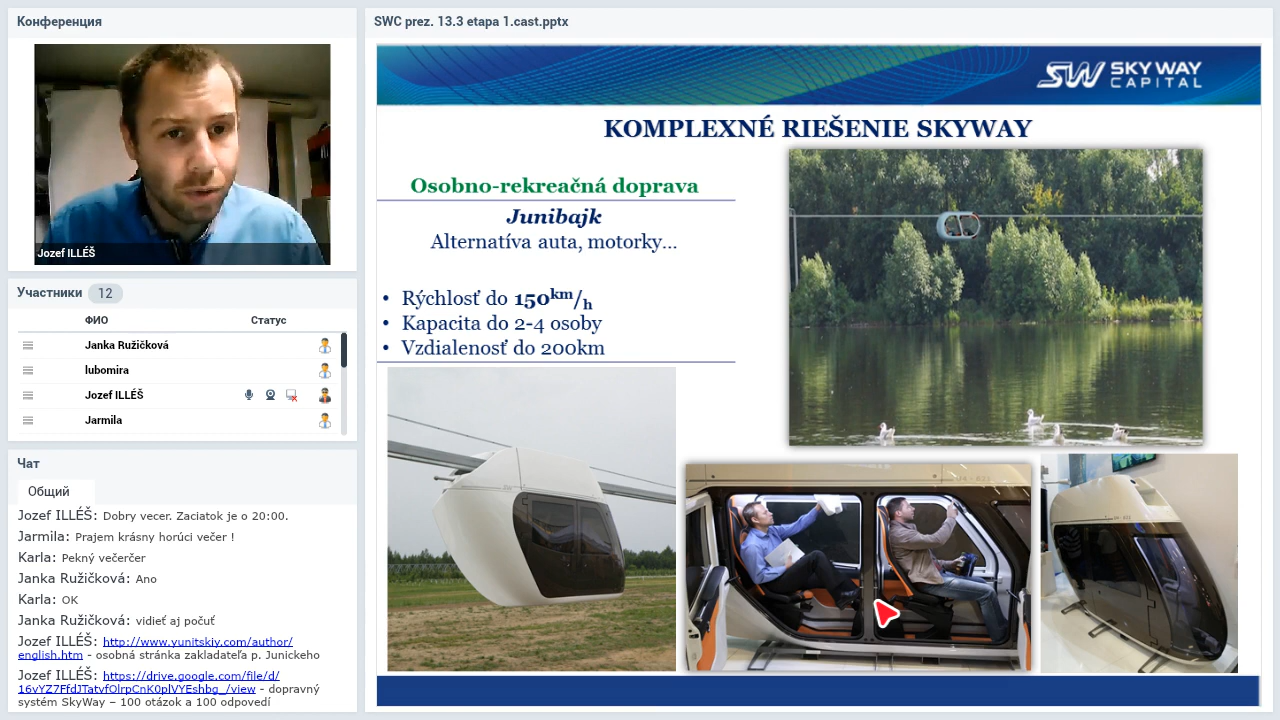 Конференция
Jozef ILLÉŠ
Участники 12
ФИО Статус
Janka Ružičková
lubomira
Jozef ILLÉŠ
Jarmila
Чат
Общий
Jozef ILLÉŠ: Dobry vecer. Zaciatok je o 20:00.
Jarmila: Prajem krásny horúci večer !
Karla: Pekný večerčer
Janka Ružičková: Ano
Karla: OK
Janka Ružičková: vidieť aj počuť
Jozef ILLÉŠ: http://www.yunitskiy.com/author/
english.htm - osobná stránka zakladateľa p. Junickeho
Jozef ILLÉŠ: https://drive.google.com/file/d/
16vYZ7FfdJTatvfOlrpCnK0plVYEshbg_/view - dopravný
systém SkyWay – 100 otázok a 100 odpovedí
SWC prez. 13.3 etapa 1.cast.pptx
SW SKY WAY
CAPITAL
KOMPLEXNÉ RIEŠENIE SKYWAY
Osobno-rekreačná doprava
Junibajk
Alternatíva auta, motorky...
• Rýchlosť do 150km/h
• Kapacita do 2-4 osoby
• Vzdialenosť do 200km